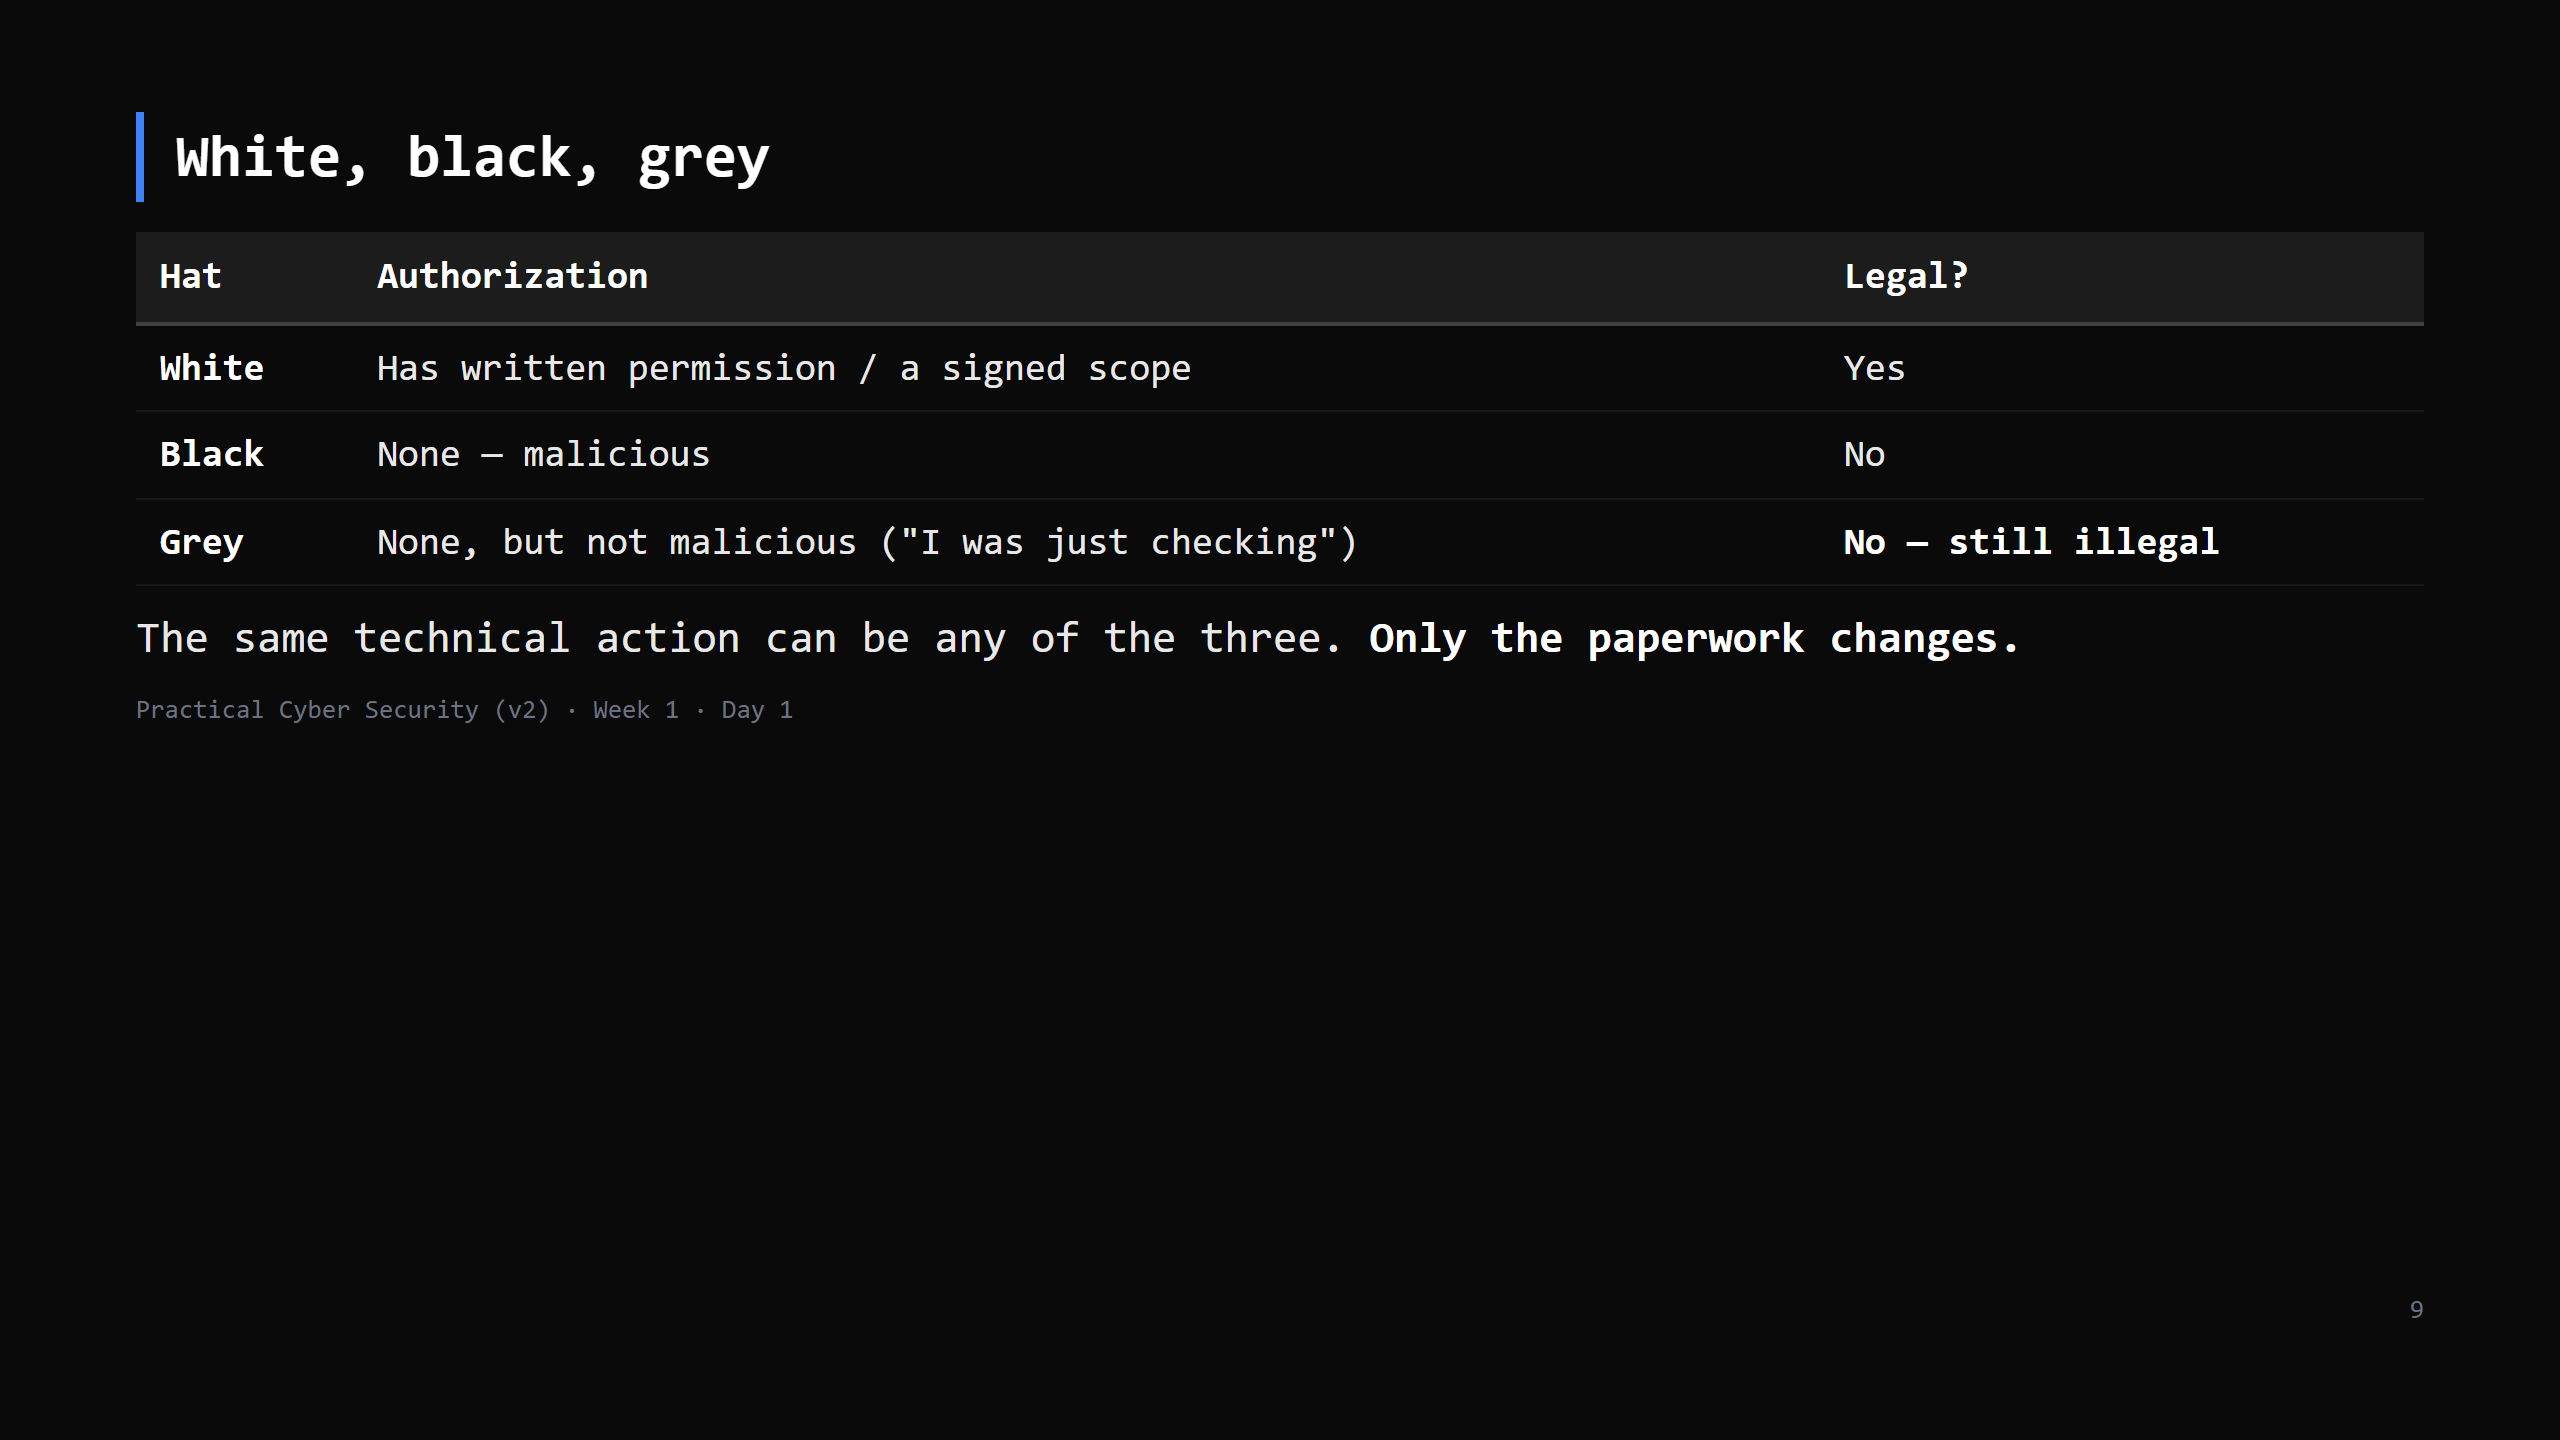 White, black, grey
Hat Authorization Legal?
White Has written permission / a signed scope Yes
Black None — malicious No
Grey None, but not malicious ("I was just checking") No — still illegal
The same technical action can be any of the three. Only the paperwork changes.
Practical Cyber Security (v2) · Week 1 · Day 1
9